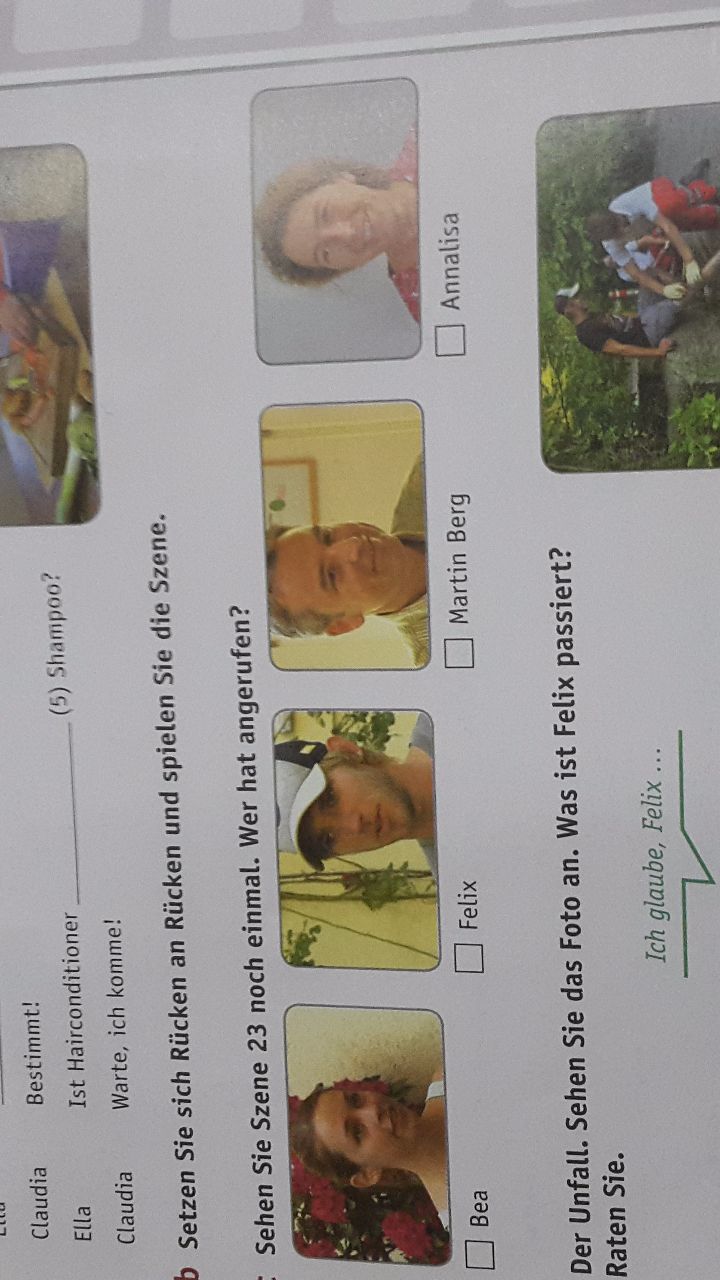 Claudia Bestimmt!
Ella Ist Hairconditioner ____________ (5) Shampoo?
Claudia Warte, ich komme!
b Setzen Sie sich Rücken an Rücken und spielen Sie die Szene.
Sehen Sie Szene 23 noch einmal. Wer hat angerufen?
Bea
Felix
Martin Berg
Annalisa
Der Unfall. Sehen Sie das Foto an. Was ist Felix passiert?
Raten Sie.
Ich glaube, Felix ...